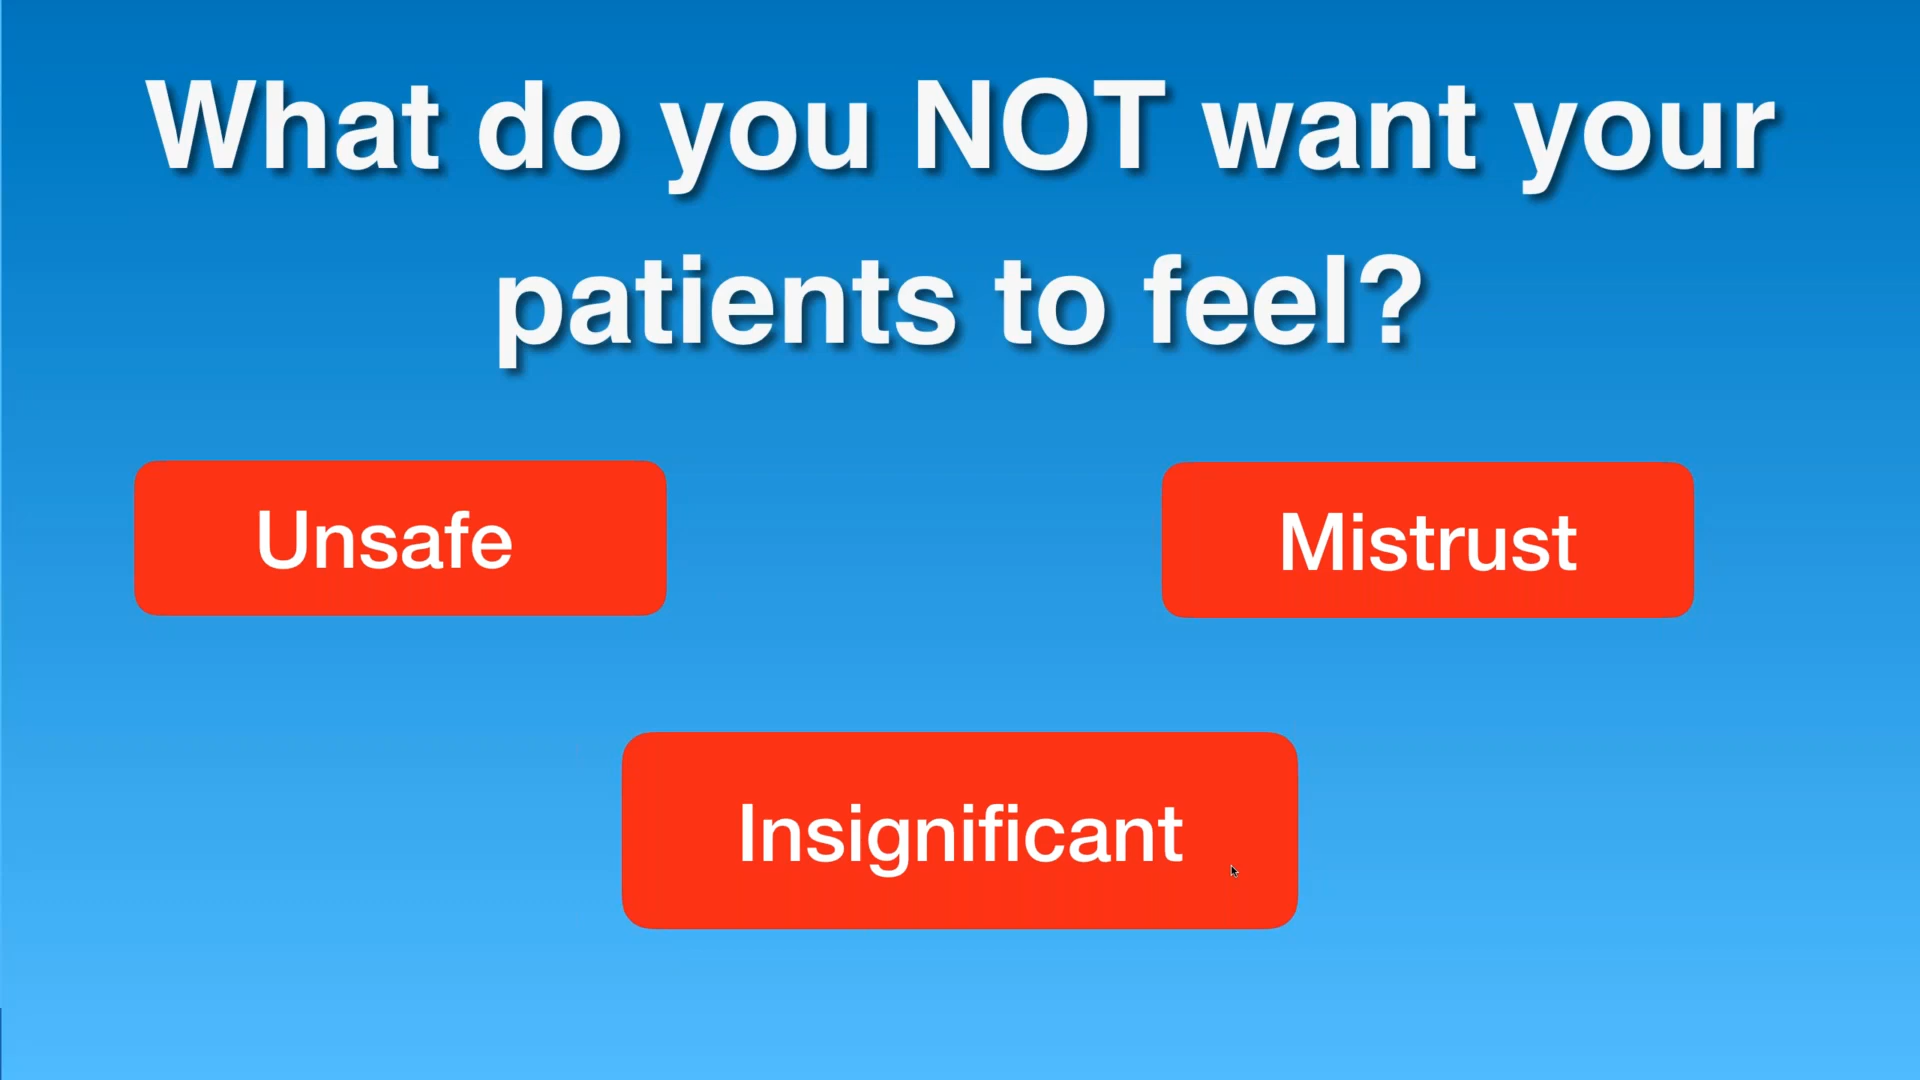 What do you NOT want your
patients to feel?
Unsafe
Mistrust
Insignificant